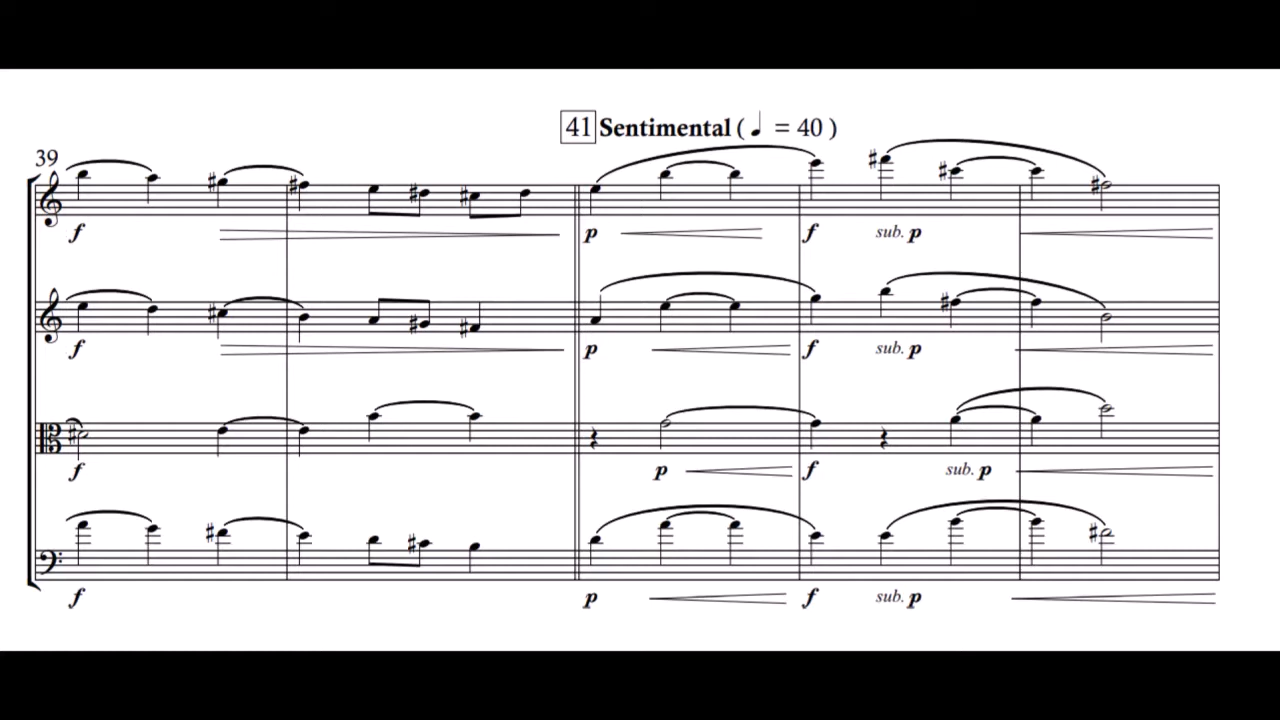 41 Sentimental ( ♩ = 40 )
39
f p f sub. p
f p f sub. p
f p f sub. p
f p f sub. p